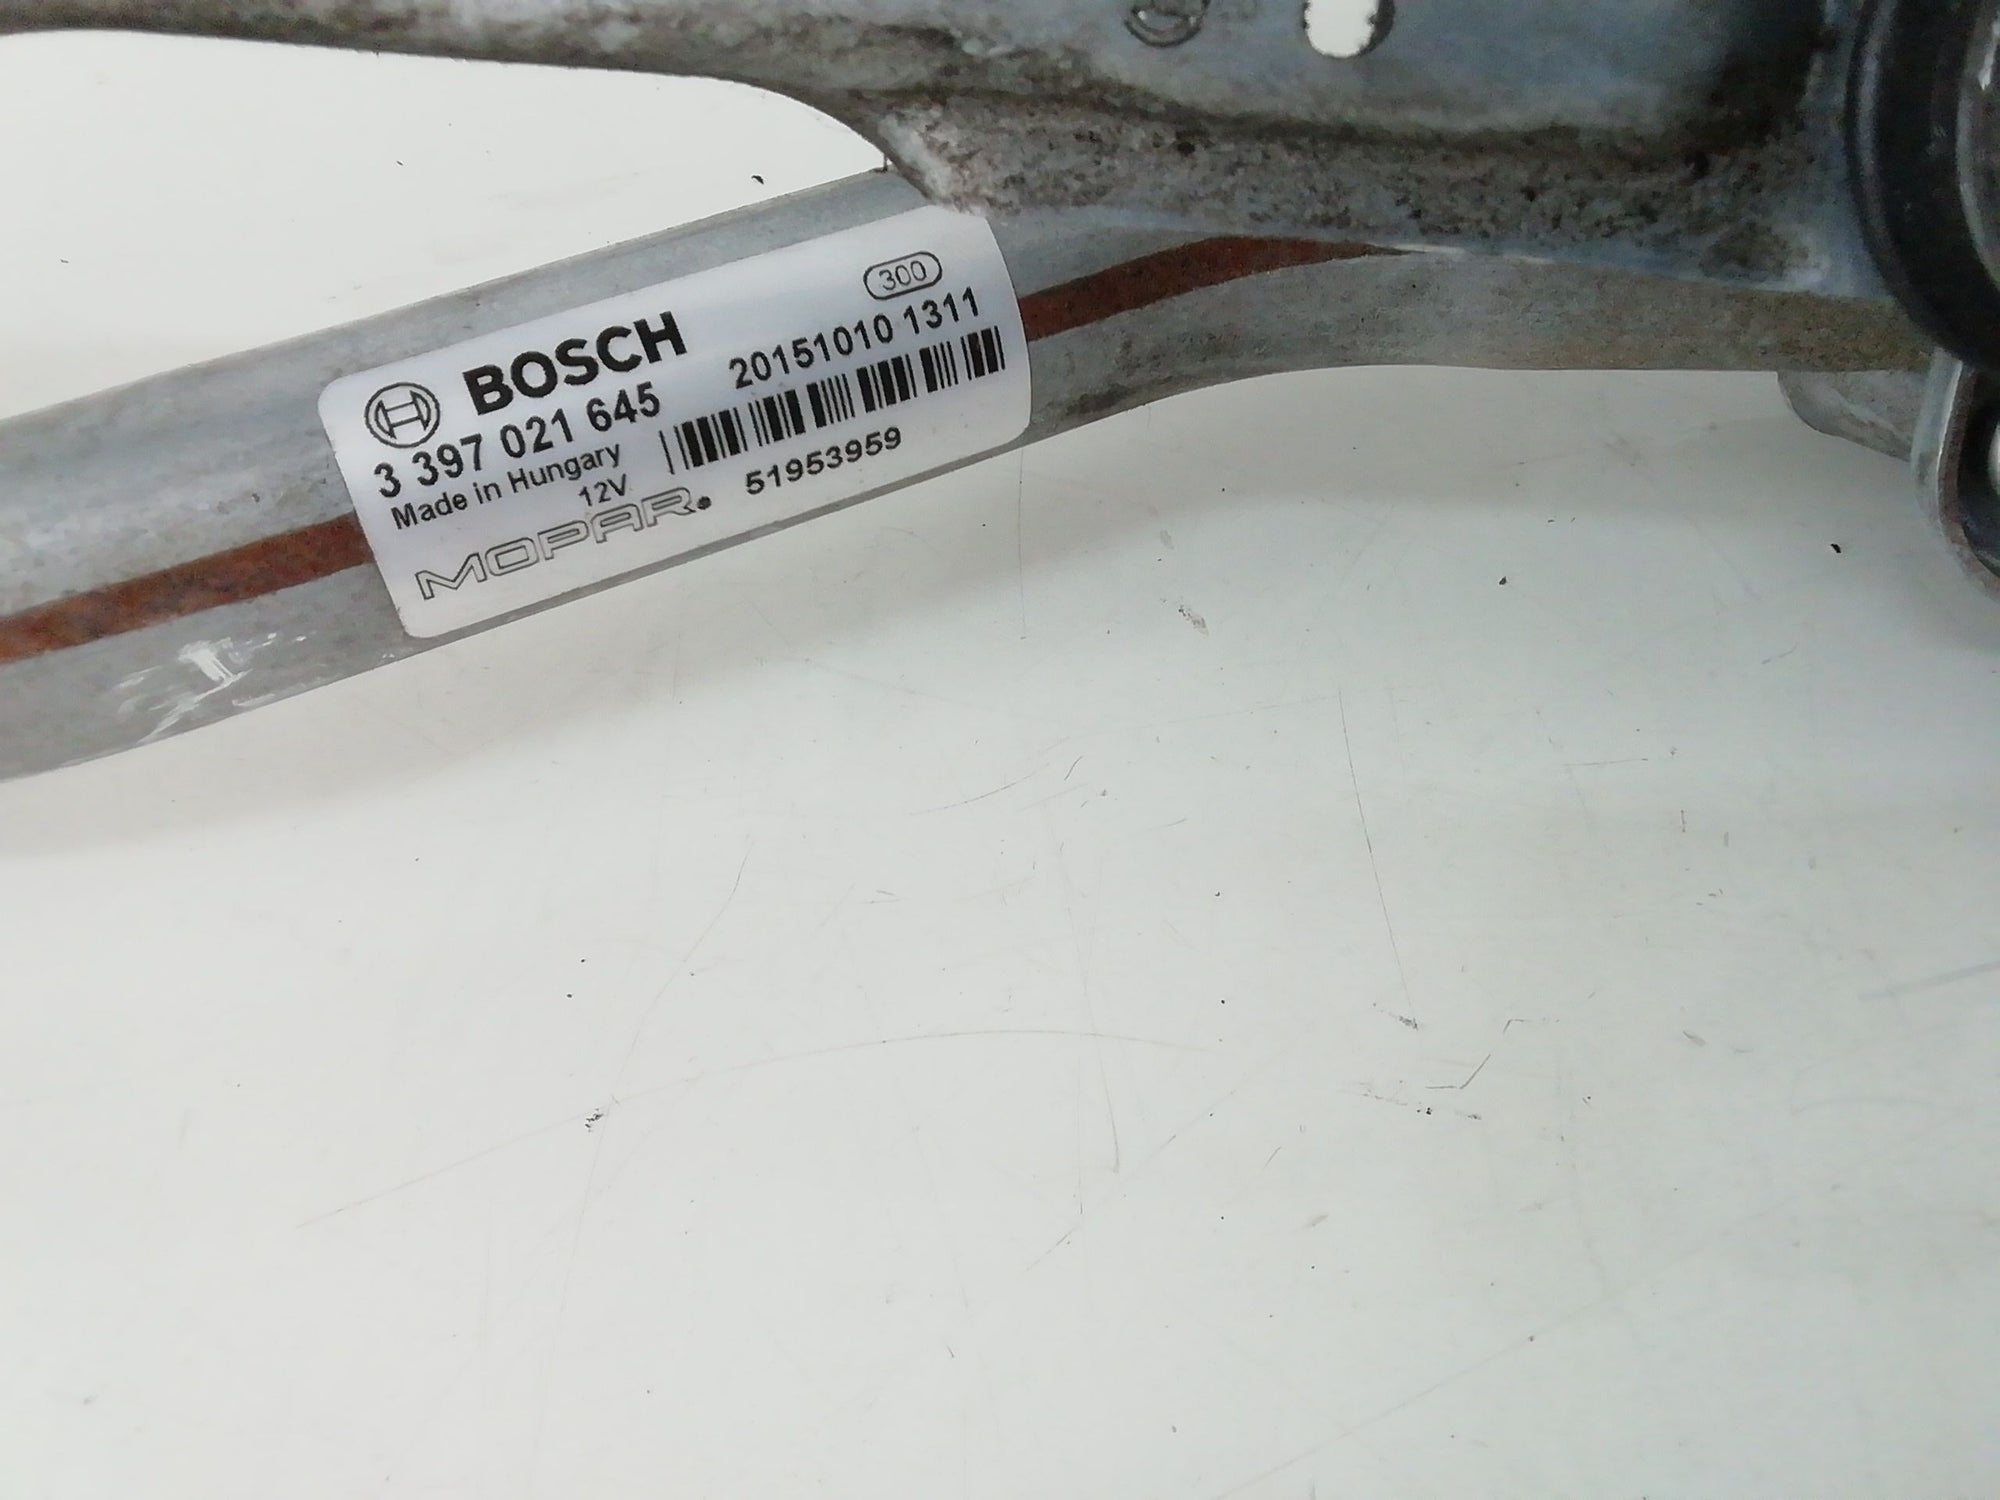 300
BOSCH
20151010 1311
3 397 021 645
Made in Hungary
12V
51953959
MOPAR.